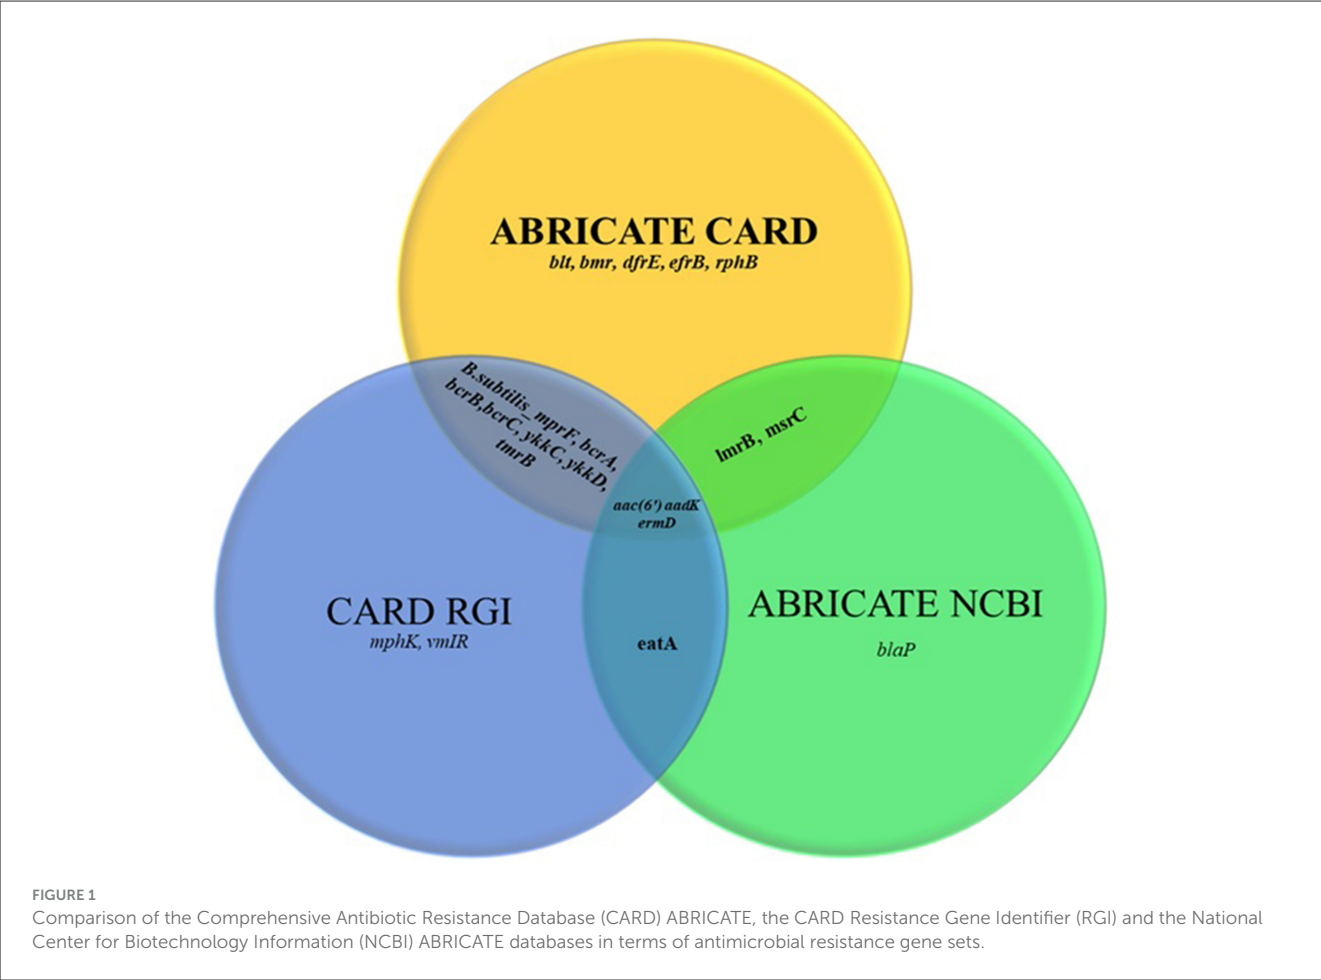 ABRICATE CARD
blt, bmr, dfrE, efrB, rphB
B.subtilis_mprF, bcrA,
bcrB,bcrC, ykkC, ykkD,
tmrB
lmrB, msrC
aac(6') aadK
ermD
CARD RGI
mphK, vmIR
ABRICATE NCBI
blaP
eatA
FIGURE 1
Comparison of the Comprehensive Antibiotic Resistance Database (CARD) ABRICATE, the CARD Resistance Gene Identifier (RGI) and the National
Center for Biotechnology Information (NCBI) ABRICATE databases in terms of antimicrobial resistance gene sets.